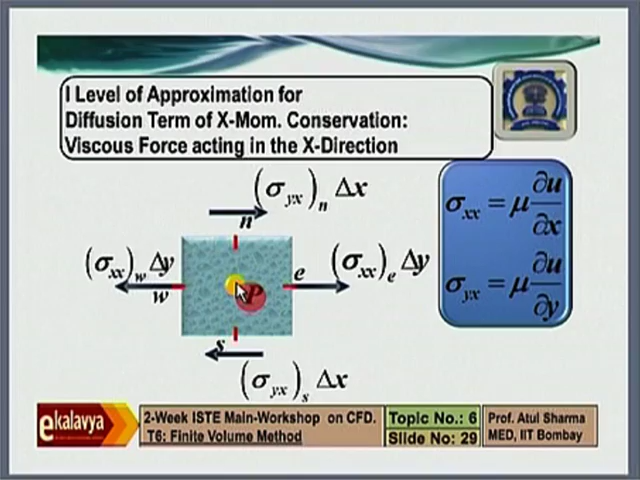 I Level of Approximation for
Diffusion Term of X-Mom. Conservation:
Viscous Force acting in the X-Direction
(σyx)n Δx
n
(σxx)w Δy
w
P
e
(σxx)e Δy
s
(σyx)s Δx
σxx = μ ∂u/∂x
σyx = μ ∂u/∂y
ekalavya
2-Week ISTE Main-Workshop on CFD.
T6: Finite Volume Method
Topic No.: 6
Slide No.: 29
Prof. Atul Sharma
MED, IIT Bombay